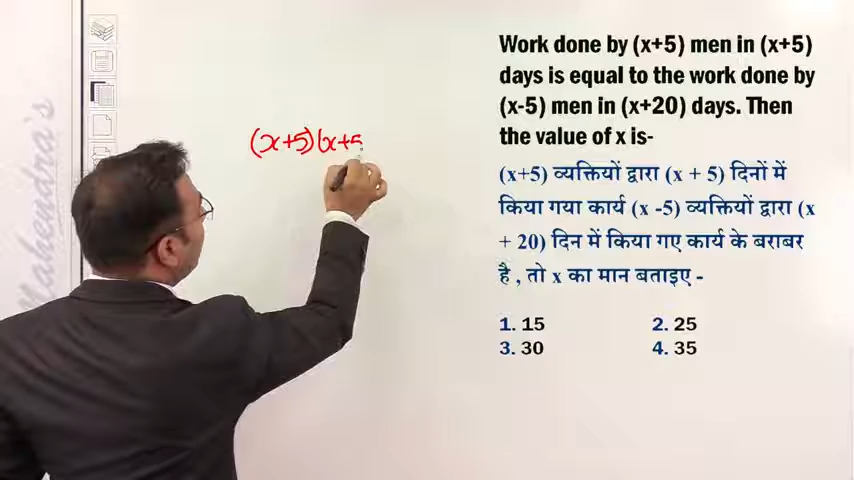 Mahendra's
(x+5)(x+5
Work done by (x+5) men in (x+5)
days is equal to the work done by
(x-5) men in (x+20) days. Then
the value of x is-
(x+5) व्यक्तियों द्वारा (x + 5) दिनों में
किया गया कार्य (x -5) व्यक्तियों द्वारा (x
+ 20) दिन में किया गए कार्य के बराबर
है , तो x का मान बताइए -
1. 15 2. 25
3. 30 4. 35